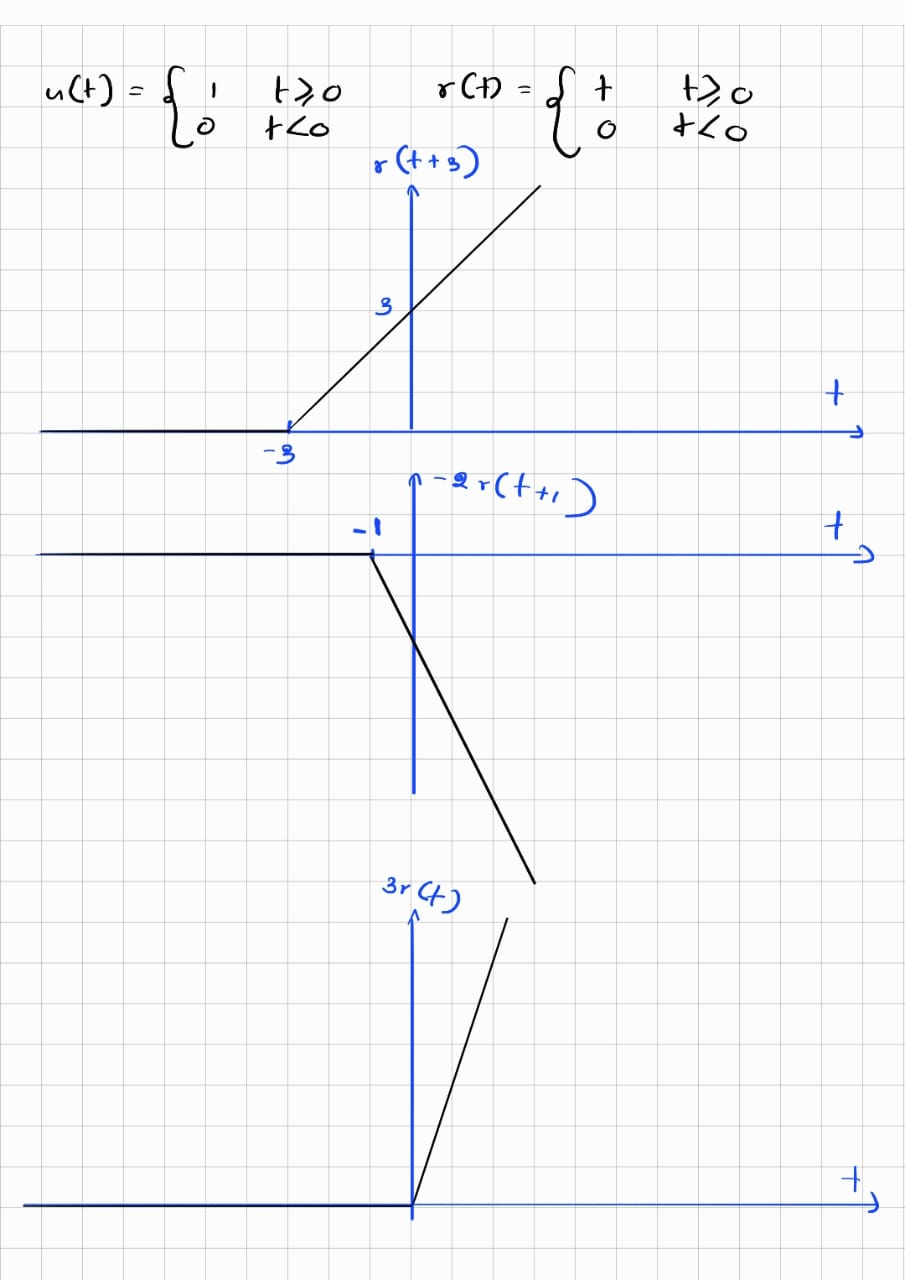 u(t) = { 1 t≥0 r(t) = { t t≥0
0 t<0 0 t<0
r(t+3)
3
t
-3
-2r(t+1)
-1
t
3r(t)
t